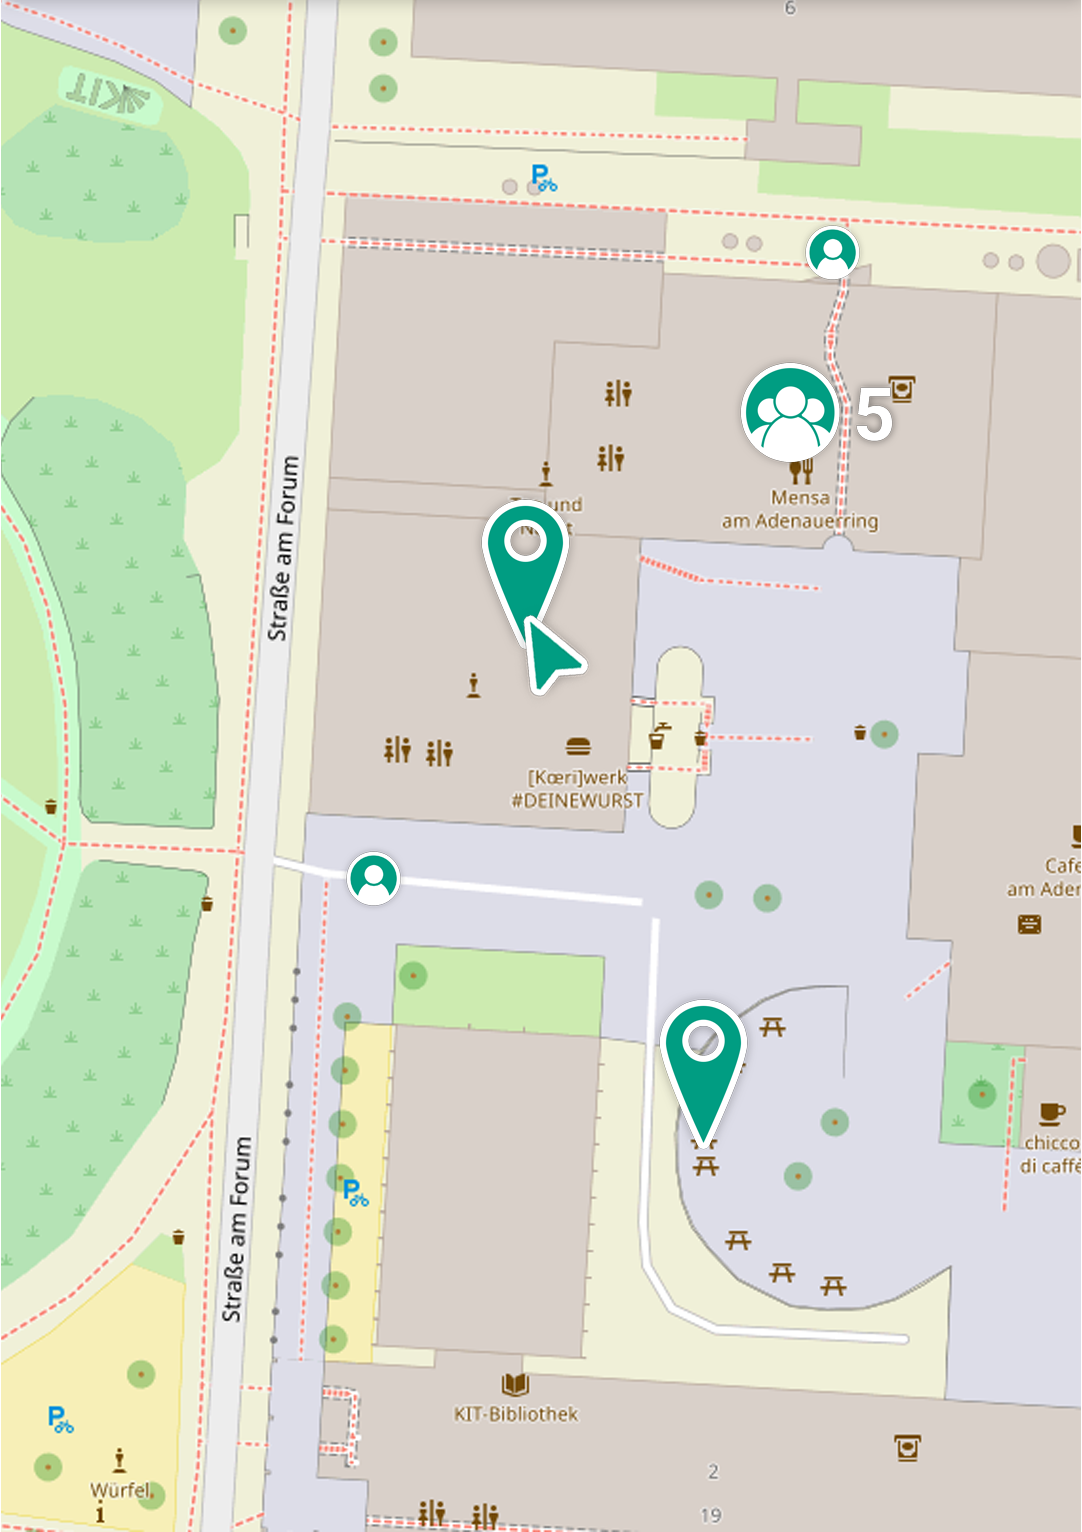 6
KIT
P
5
Mensa
am Adenauerring
Straße am Forum
[Kœri]werk
#DEINEWURST
Cafe
am Aden
P
chicco
di caffè
Straße am Forum
KIT-Bibliothek
P
2
Würfel
i
19